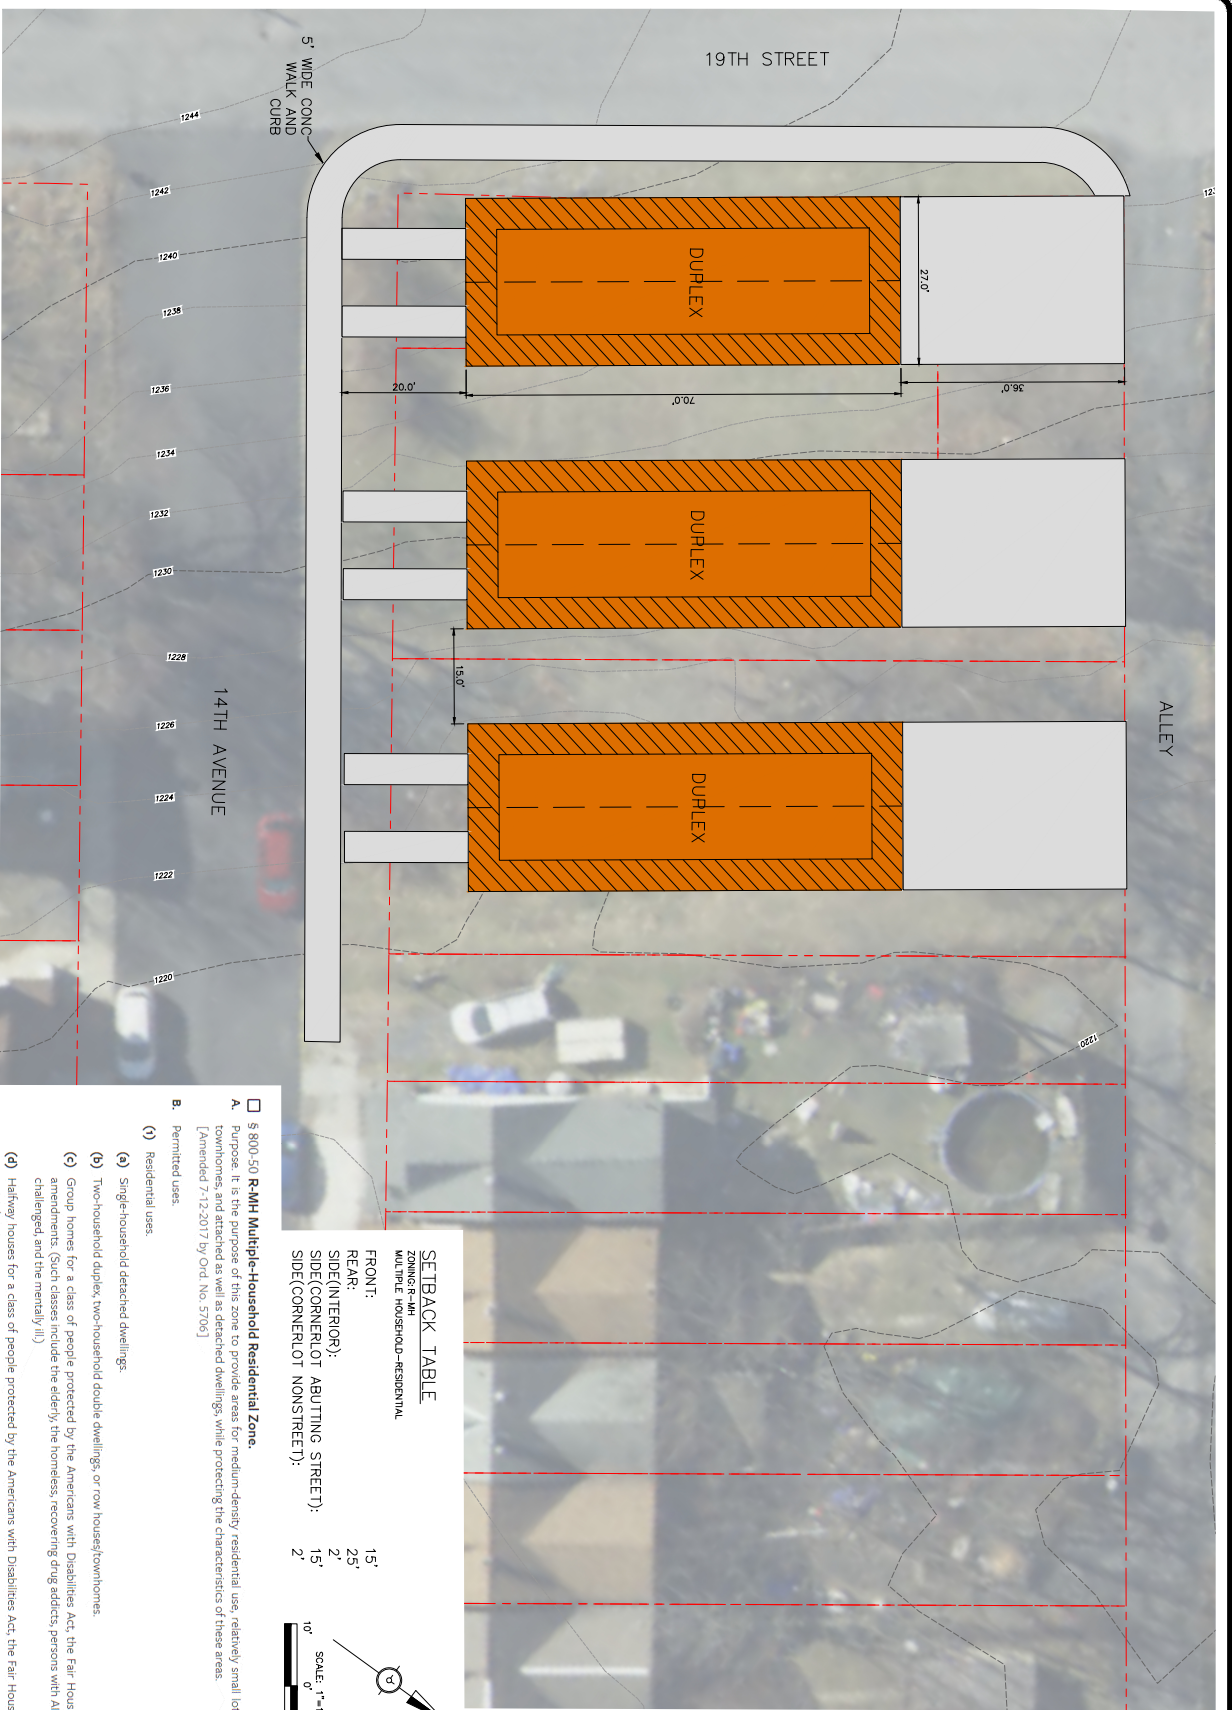 19TH STREET
5' WIDE CONC
WALK AND
CURB
1244
1242
1240
1238
1236
1234
1232
1230
1228
1226
1224
1222
1220
14TH AVENUE
ALLEY
DUPLEX
DUPLEX
DUPLEX
27.0'
20.0'
70.0'
36.0'
15.0'
1220
SETBACK TABLE
ZONING:R-MH
MULTIPLE HOUSEHOLD-RESIDENTIAL
FRONT: 15'
REAR: 25'
SIDE(INTERIOR): 2'
SIDE(CORNERLOT ABUTTING STREET): 15'
SIDE(CORNERLOT NONSTREET): 2'
10' 0'
SCALE: 1"=1
§ 800-50 R-MH Multiple-Household Residential Zone.
A. Purpose. It is the purpose of this zone to provide areas for medium-density residential use, relatively small lot
townhomes, and attached as well as detached dwellings, while protecting the characteristics of these areas.
[Amended 7-12-2017 by Ord. No. 5706]
B. Permitted uses.
(1) Residential uses.
(a) Single-household detached dwellings.
(b) Two-household duplex, two-household double dwellings, or row houses/townhomes.
(c) Group homes for a class of people protected by the Americans with Disabilities Act, the Fair Hous
amendments. (Such classes include the elderly, the homeless, recovering drug addicts, persons with AI
challenged, and the mentally ill.)
(d) Halfway houses for a class of people protected by the Americans with Disabilities Act, the Fair Hous